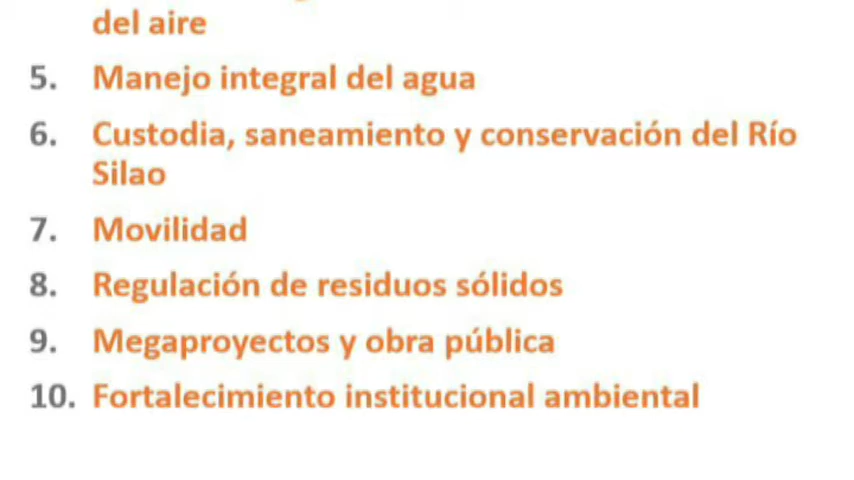 del aire
5. Manejo integral del agua
6. Custodia, saneamiento y conservación del Río
Silao
7. Movilidad
8. Regulación de residuos sólidos
9. Megaproyectos y obra pública
10. Fortalecimiento institucional ambiental